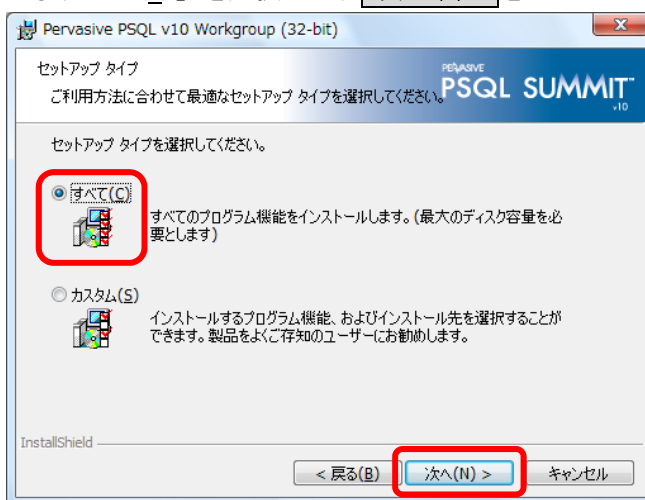 Pervasive PSQL v10 Workgroup (32-bit)
セットアップ タイプ
ご利用方法に合わせて最適なセットアップ タイプを選択してください。
PERVASIVE
PSQL SUMMIT
v10
セットアップ タイプを選択してください。
すべて(C)
すべてのプログラム機能をインストールします。(最大のディスク容量を必
要とします)
カスタム(S)
インストールするプログラム機能、およびインストール先を選択することが
できます。製品をよくご存知のユーザーにお勧めします。
InstallShield
< 戻る(B)
次へ(N) >
キャンセル